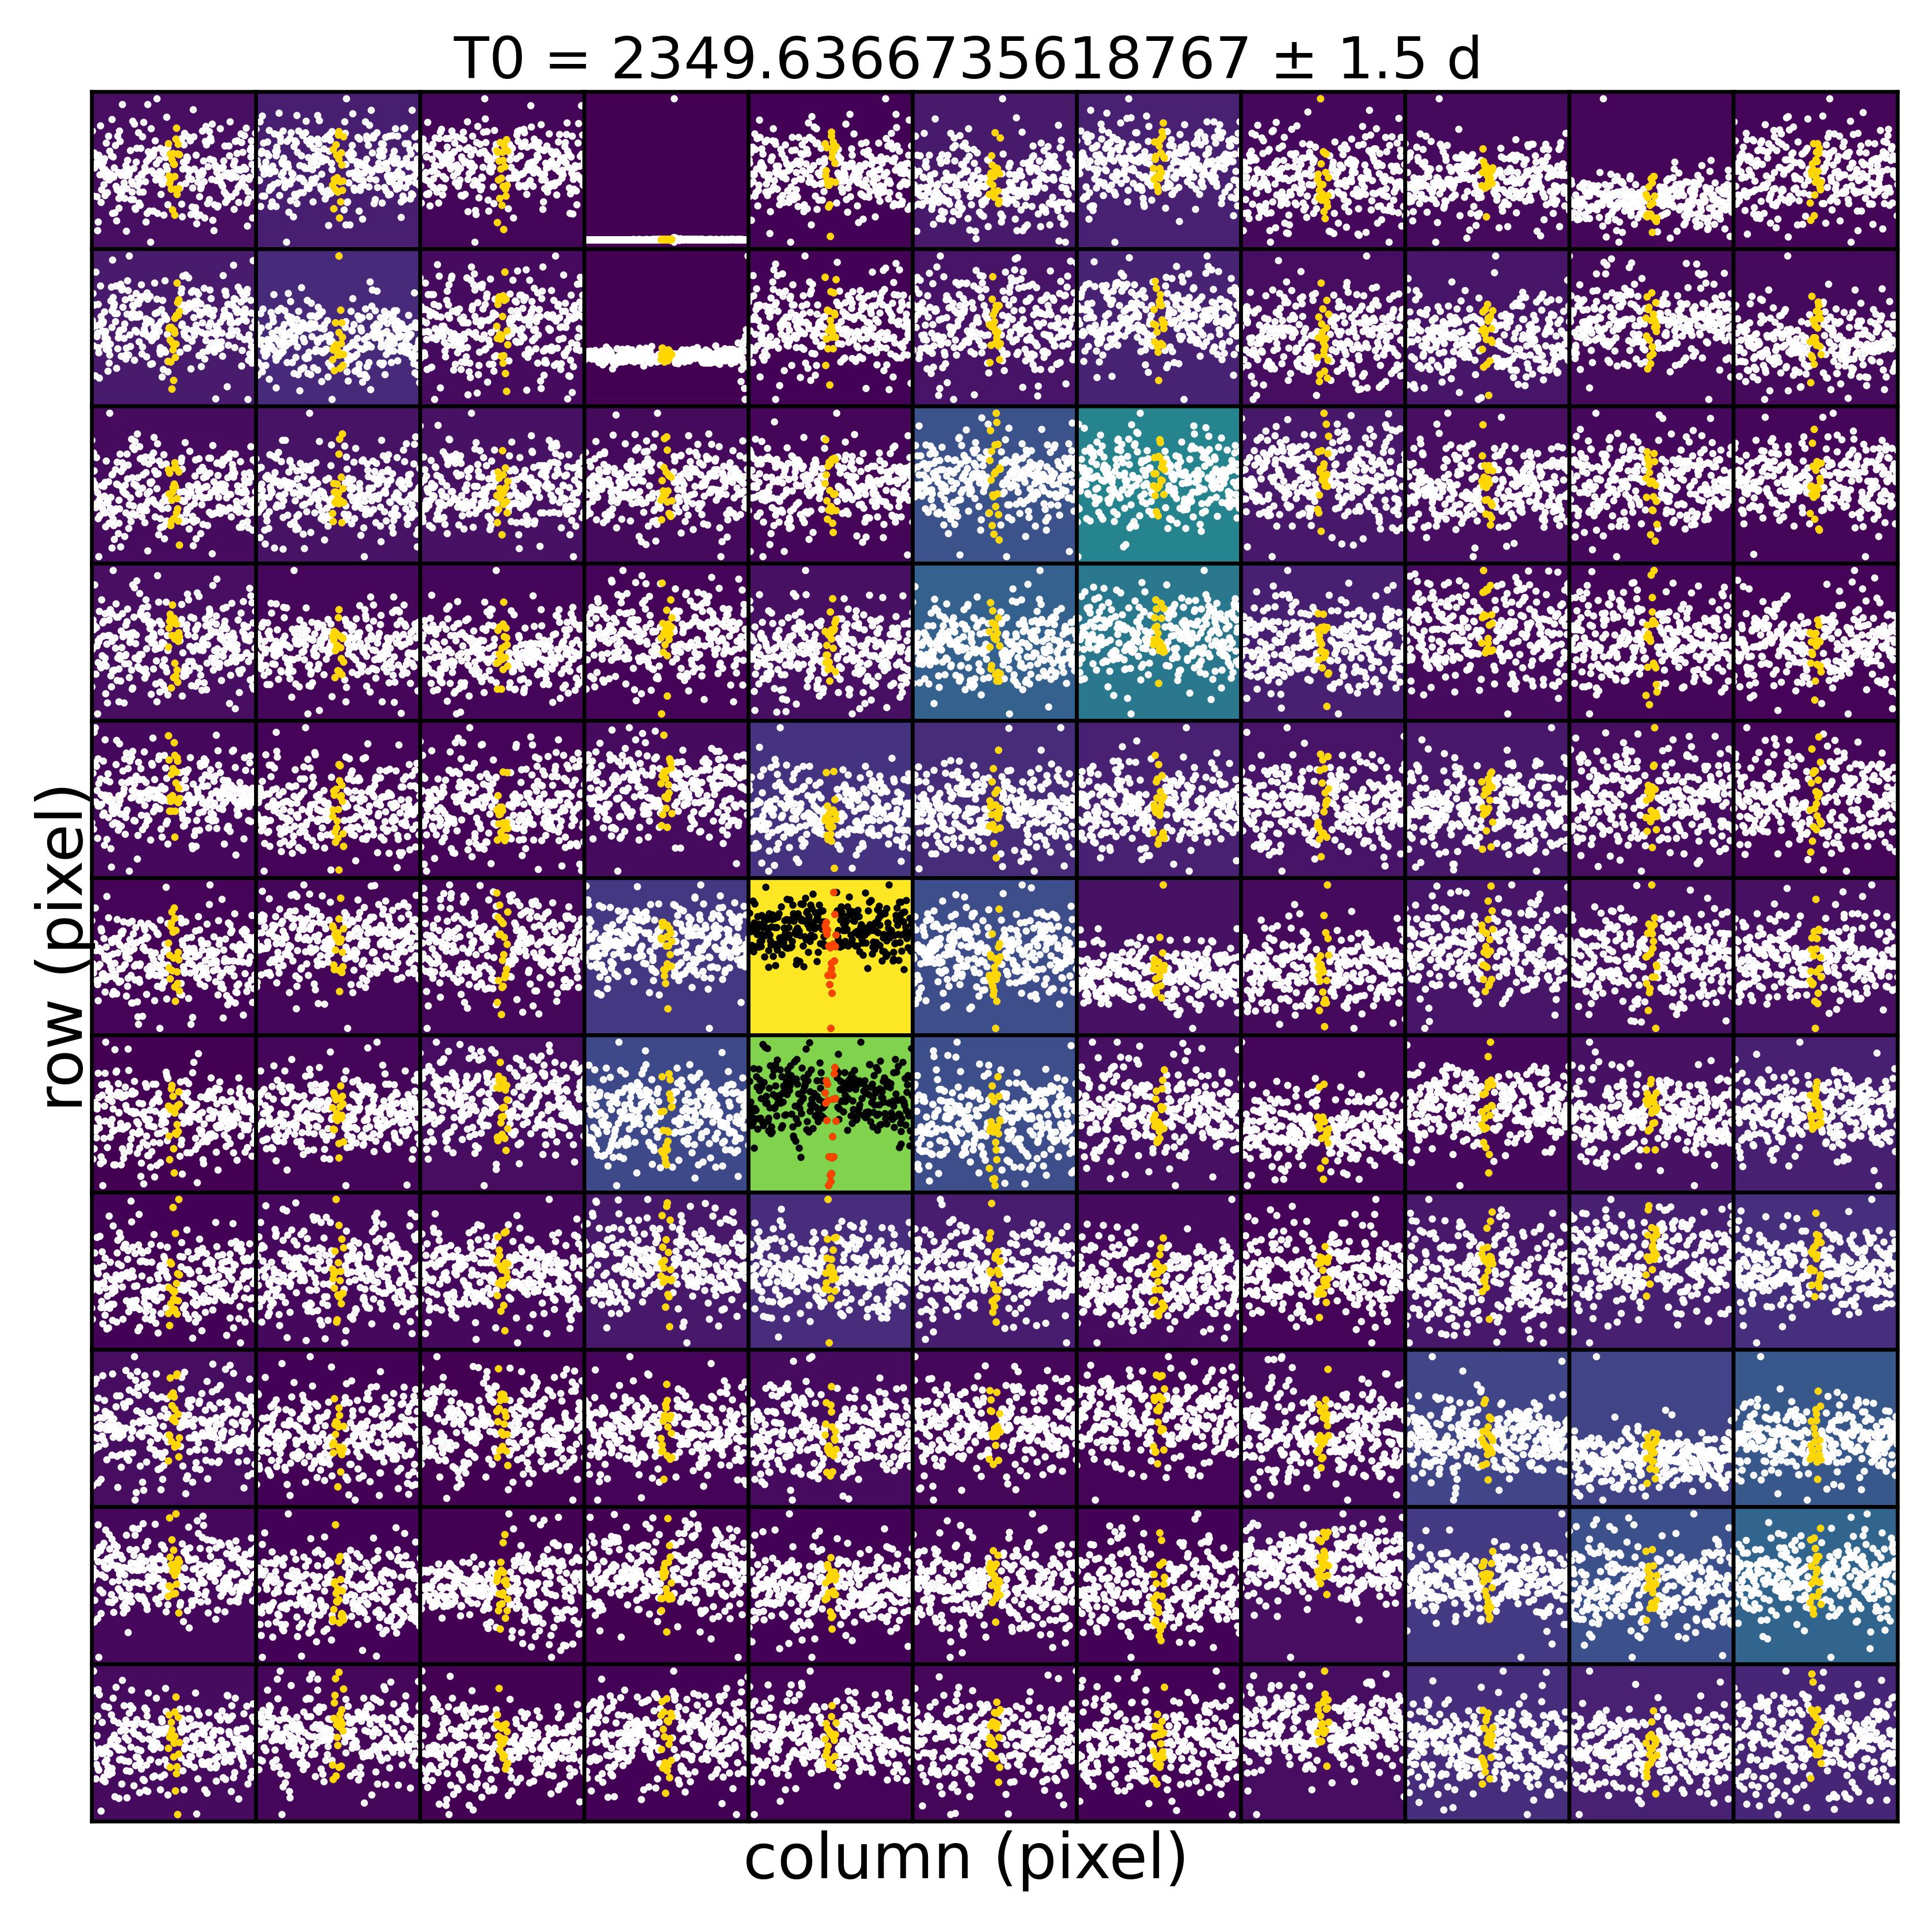 T0 = 2349.6366735618767 ± 1.5 d
row (pixel)
column (pixel)